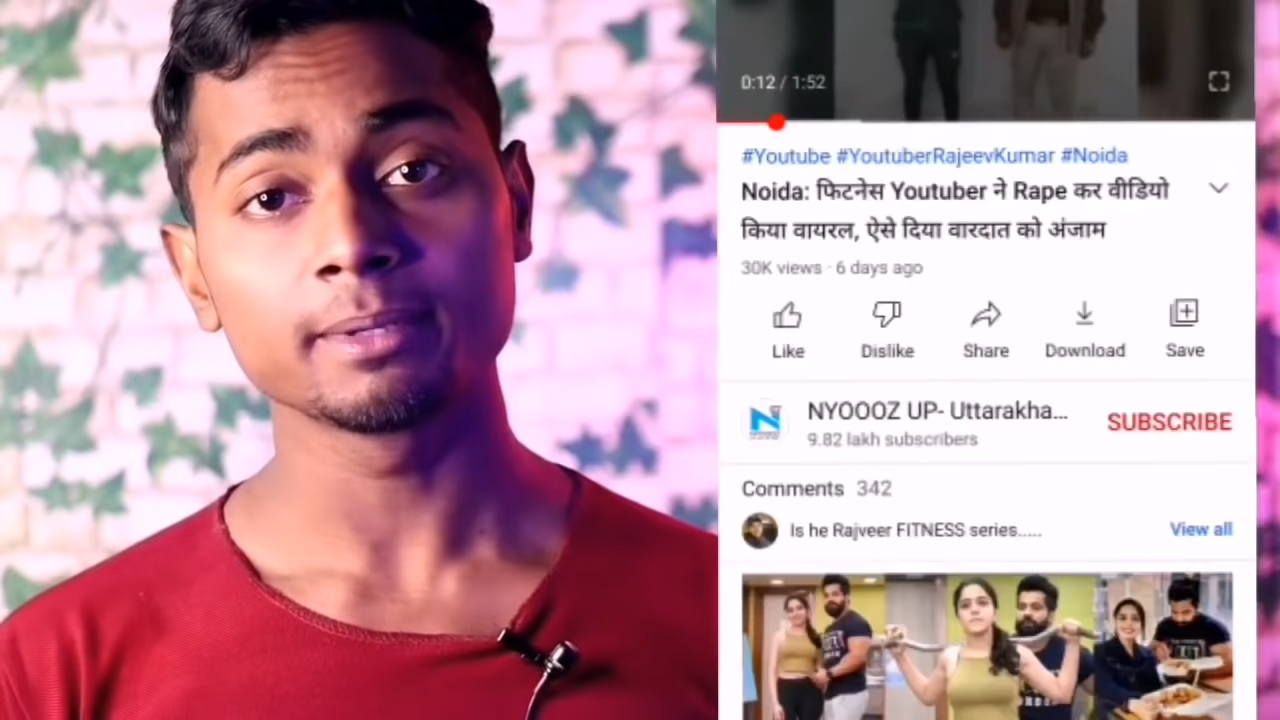 0:12 / 1:52
#Youtube #YoutuberRajeevKumar #Noida
Noida: फिटनेस Youtuber ने Rape कर वीडियो
किया वायरल, ऐसे दिया वारदात को अंजाम
30K views · 6 days ago
Like
Dislike
Share
Download
Save
NYOOOZ UP- Uttarakha...
9.82 lakh subscribers
SUBSCRIBE
Comments 342
Is he Rajveer FITNESS series.....
View all